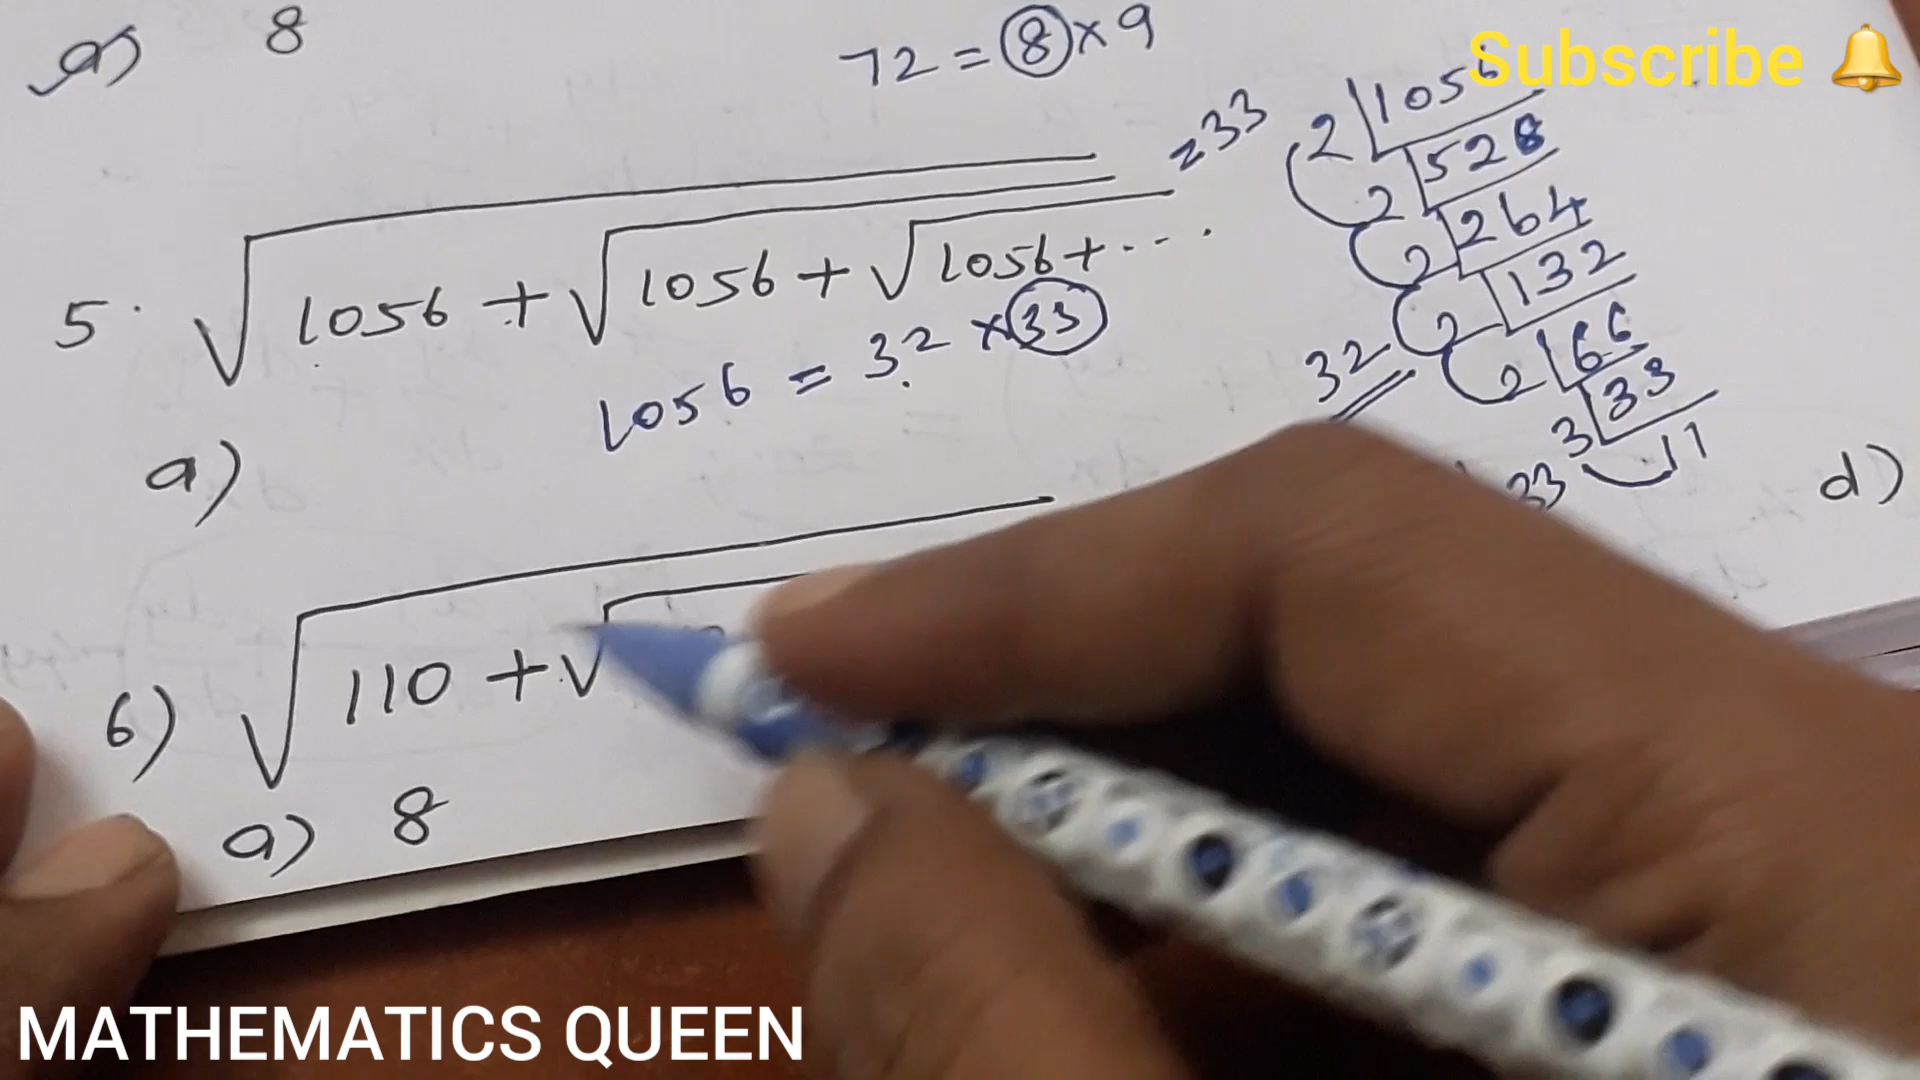 a) 8
72 = 8 × 9
Subscribe 🔔
5. √1056 + √1056 + √1056 + ... = 33
1056 = 32 × 33
2 | 1056
2 | 528
2 | 264
2 | 132
2 | 66
3 | 33
11
32
33
a)
d)
6) √110 + √
a) 8
MATHEMATICS QUEEN